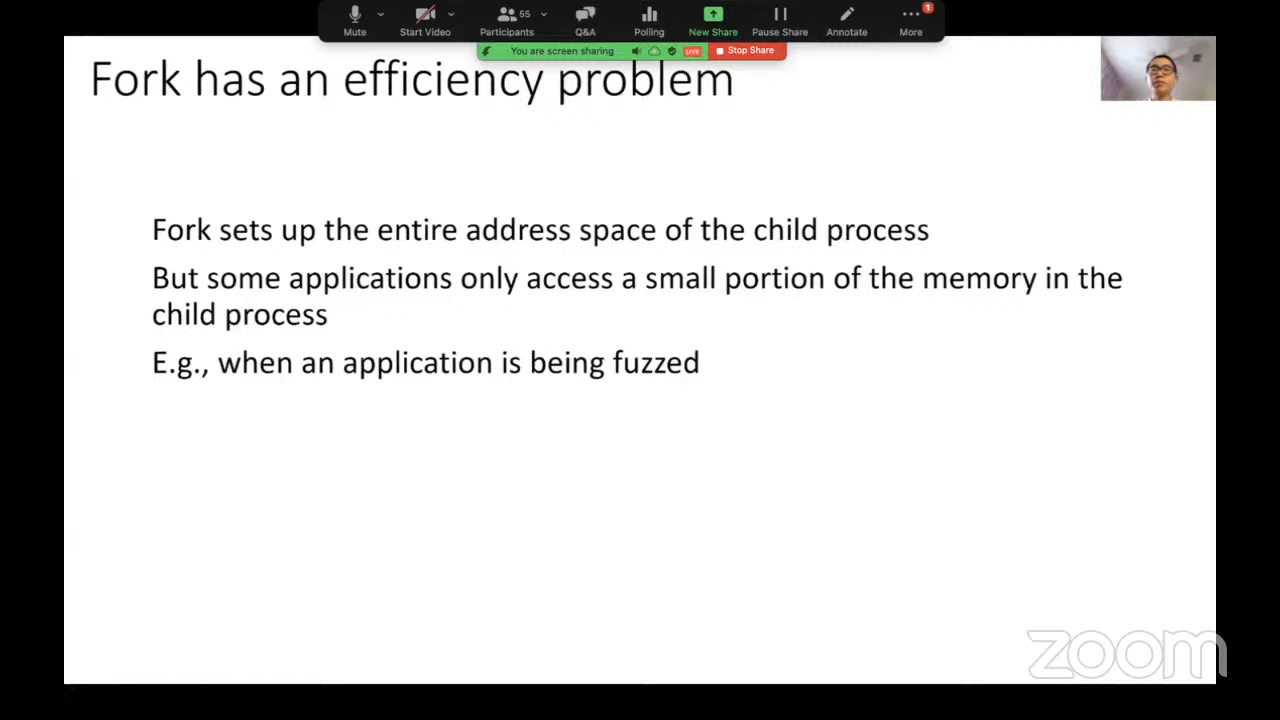 Mute
Start Video
55
Participants
Q&A
Polling
New Share
Pause Share
Annotate
1
More
You are screen sharing
LIVE
Stop Share
Fork has an efficiency problem
Fork sets up the entire address space of the child process
But some applications only access a small portion of the memory in the
child process
E.g., when an application is being fuzzed
zoom